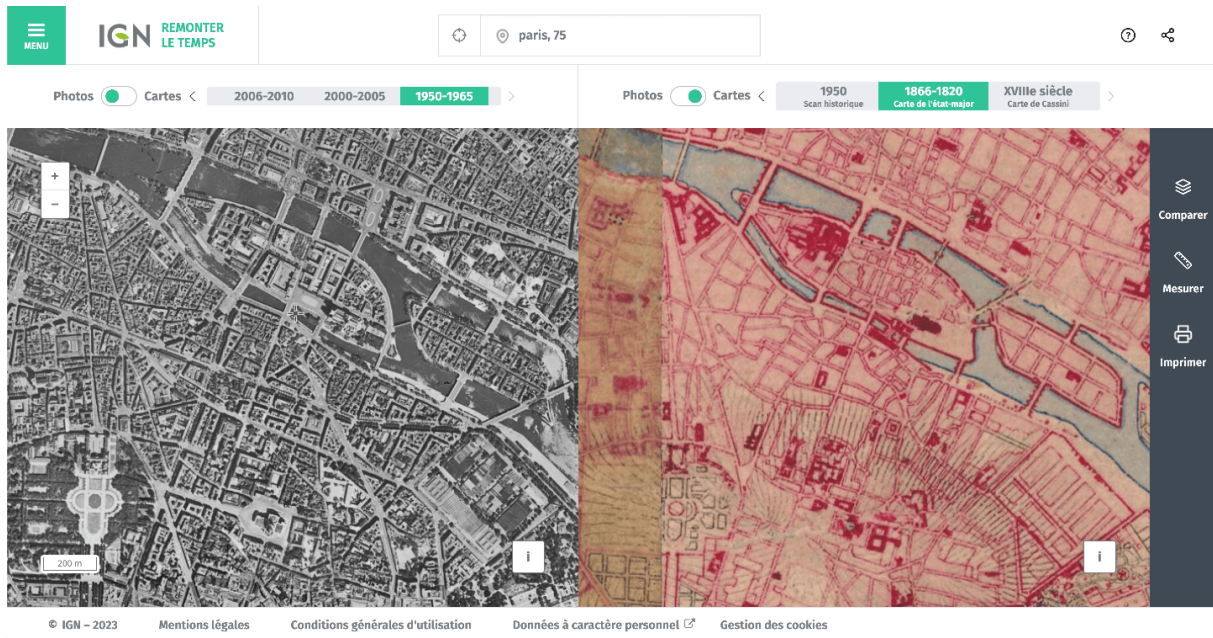 MENU
IGN
REMONTER
LE TEMPS
paris, 75
Photos
Cartes
2006-2010
2000-2005
1950-1965
Photos
Cartes
1950
Scan historique
1866-1820
Carte de l'état-major
XVIIIe siècle
Carte de Cassini
+
−
Comparer
Mesurer
Imprimer
200 m
i
i
© IGN – 2023
Mentions légales
Conditions générales d'utilisation
Données à caractère personnel
Gestion des cookies